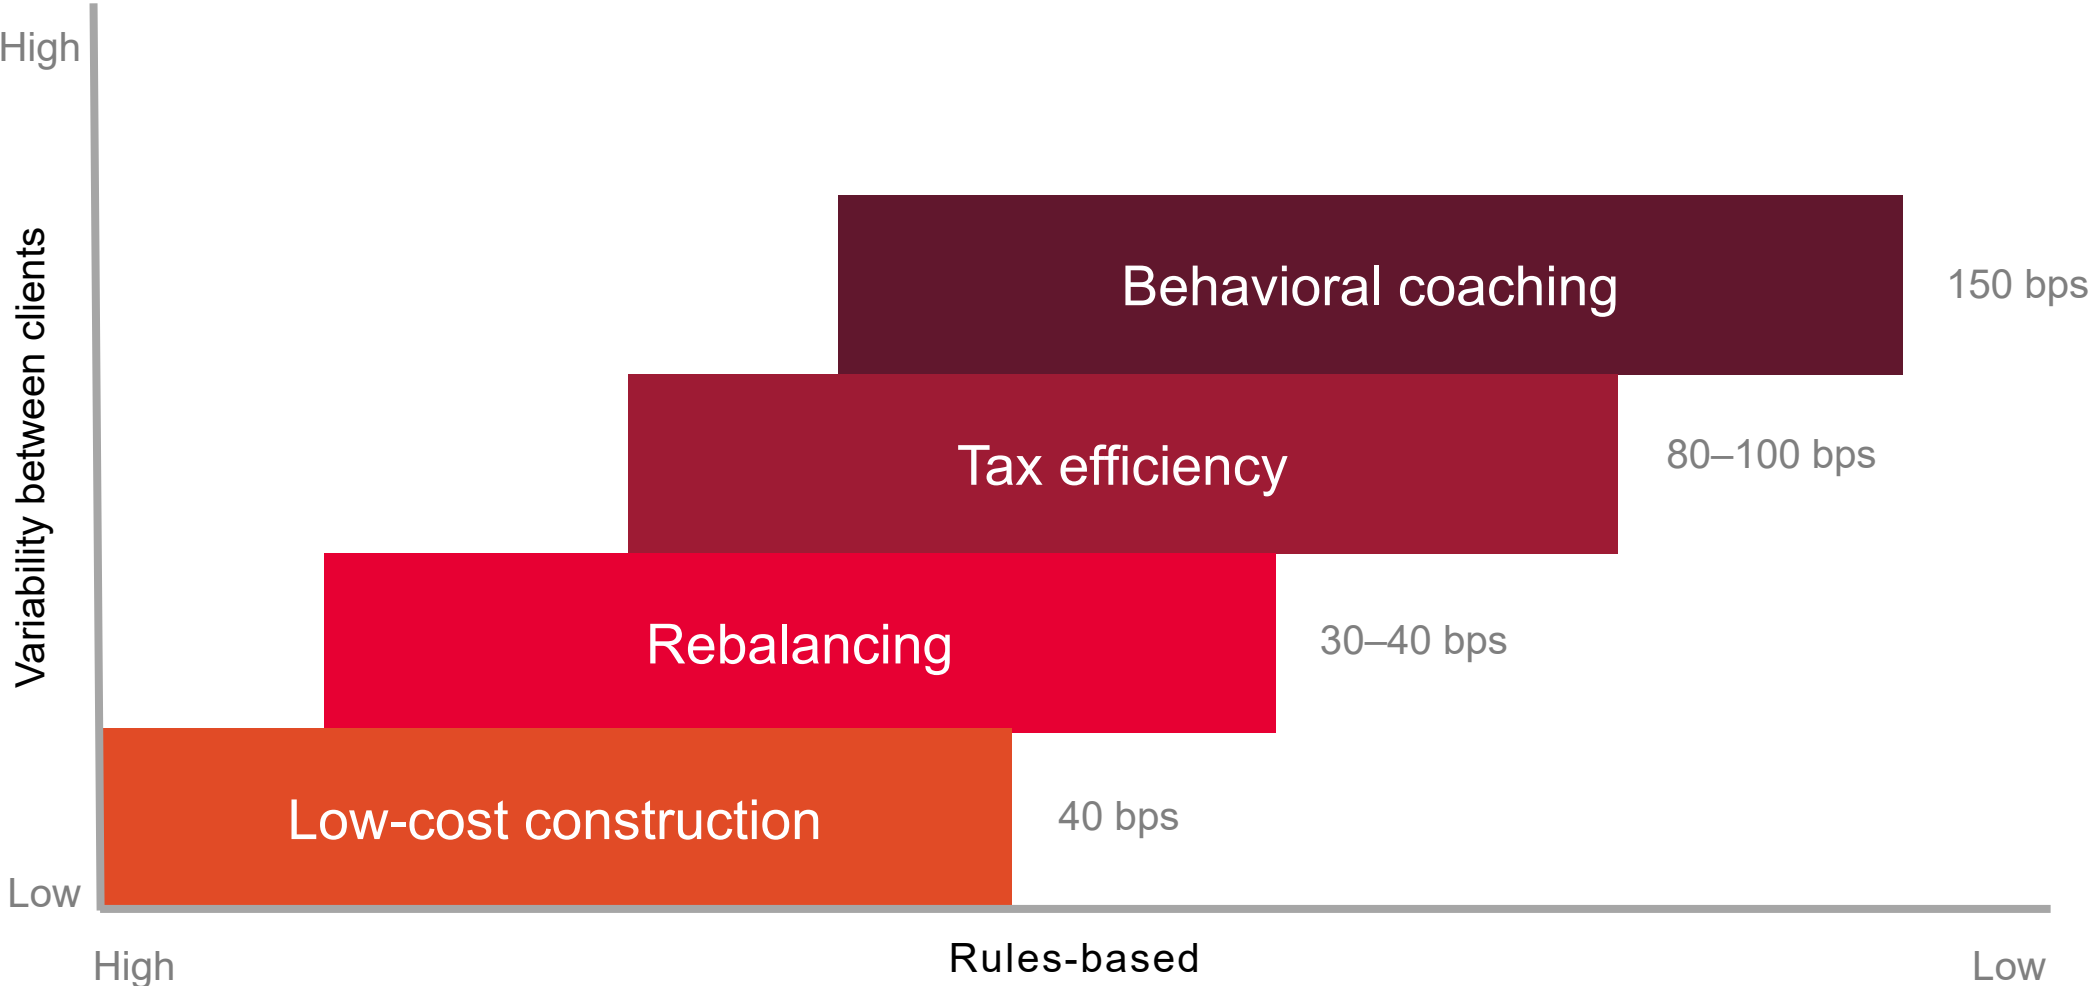 High
Variability between clients
Behavioral coaching
150 bps
Tax efficiency
80–100 bps
Rebalancing
30–40 bps
Low-cost construction
40 bps
Low
High
Rules-based
Low